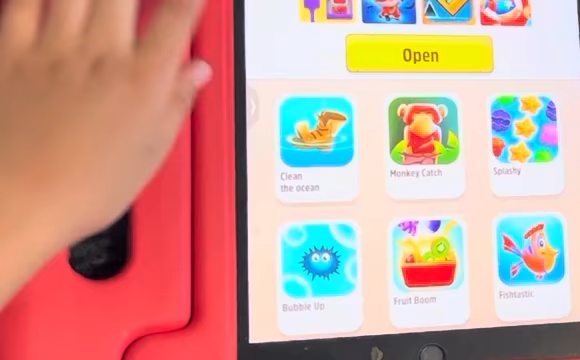 Open
Clean
the ocean
Monkey Catch
Splashy
Bubble Up
Fruit Boom
Fishtastic